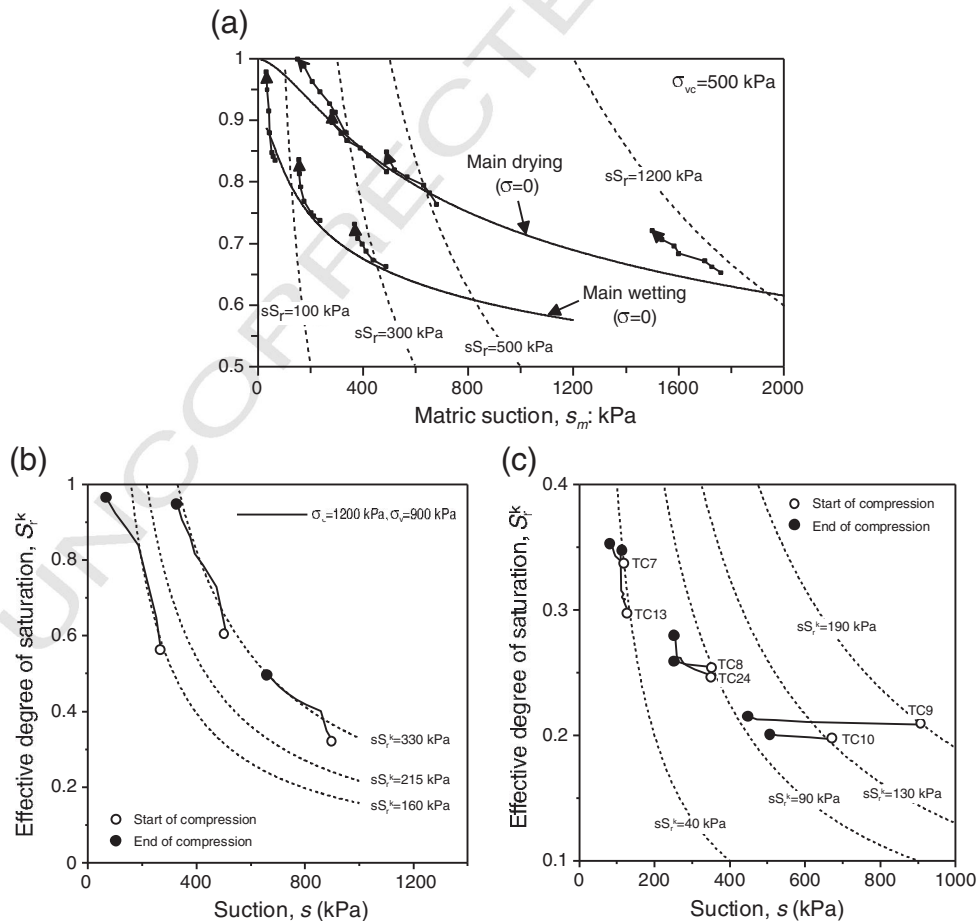 (a)
1
0.9
0.8
0.7
0.6
0.5
0
400
800
1200
1600
2000
Matric suction, sm: kPa
σvc=500 kPa
Main drying
(σ=0)
sSr=1200 kPa
Main wetting
(σ=0)
sSr=100 kPa
sSr=300 kPa
sSr=500 kPa
UNCORRECTE
(b)
Effective degree of saturation, Srk
1
0.8
0.6
0.4
0.2
0
0
400
800
1200
Suction, s (kPa)
=1200 kPa, σv=900 kPa
sSrk=330 kPa
sSrk=215 kPa
sSrk=160 kPa
Start of compression
End of compression
(c)
Effective degree of saturation, Srk
0.4
0.3
0.2
0.1
0
200
400
600
800
1000
Suction, s (kPa)
Start of compression
End of compression
TC7
TC13
sSrk=190 kPa
TC8
TC24
TC9
TC10
sSrk=130 kPa
sSrk=90 kPa
sSrk=40 kPa